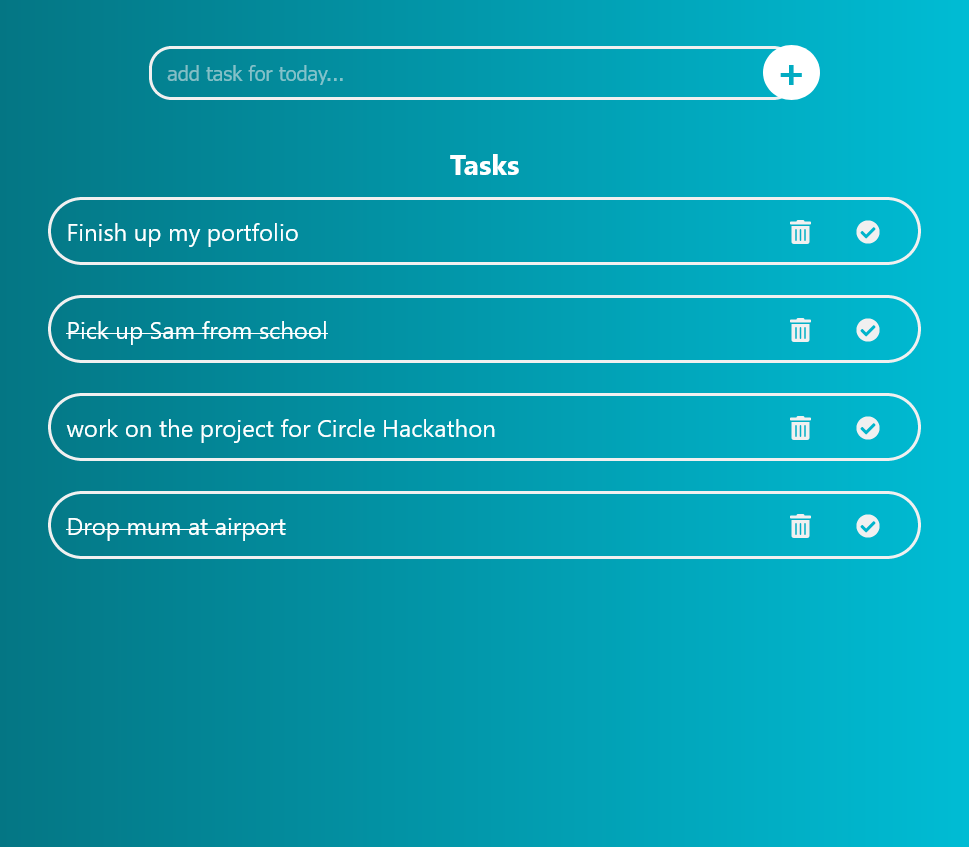 add task for today...
+
Tasks
Finish up my portfolio
Pick up Sam from school
work on the project for Circle Hackathon
Drop mum at airport